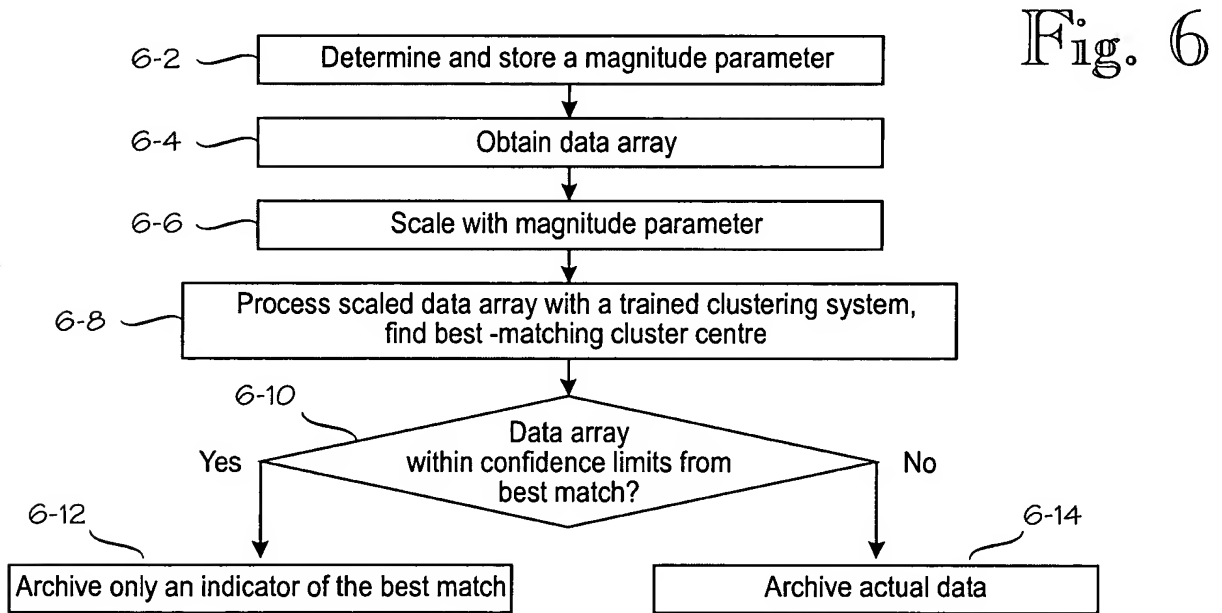 Fig. 6
6-2
Determine and store a magnitude parameter
6-4
Obtain data array
6-6
Scale with magnitude parameter
6-8
Process scaled data array with a trained clustering system,
find best -matching cluster centre
6-10
Data array
within confidence limits from
best match?
Yes
No
6-12
Archive only an indicator of the best match
6-14
Archive actual data